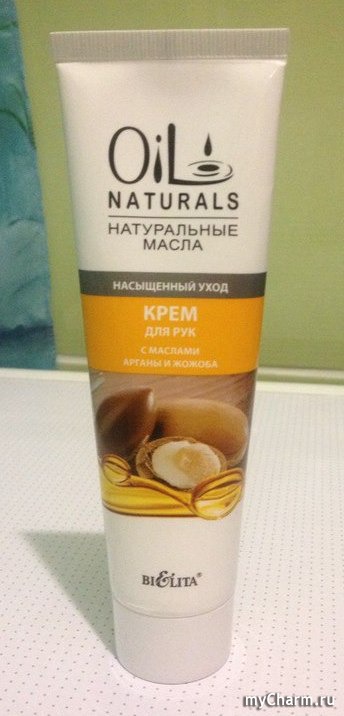 OiL
NATURALS
НАТУРАЛЬНЫЕ
МАСЛА
НАСЫЩЕННЫЙ УХОД
КРЕМ
ДЛЯ РУК
С МАСЛАМИ
АРГАНЫ И ЖОЖОБА
BIELITA®
myCharm.ru